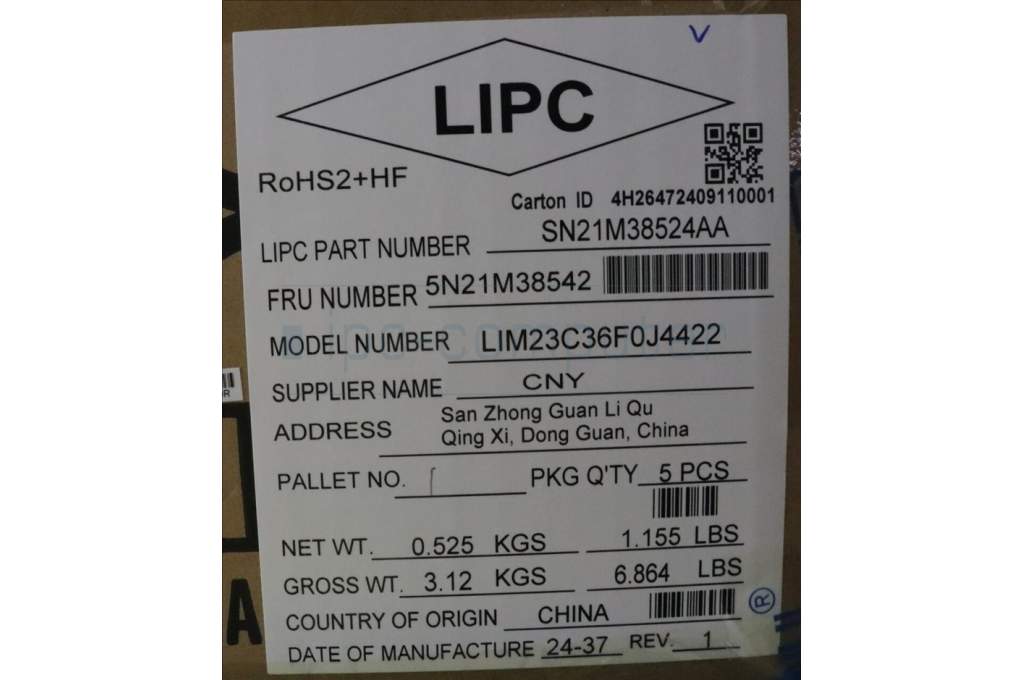 V
LIPC
RoHS2+HF
Carton ID 4H26472409110001
LIPC PART NUMBER SN21M38524AA
FRU NUMBER 5N21M38542
MODEL NUMBER LIM23C36F0J4422
SUPPLIER NAME CNY
ADDRESS San Zhong Guan Li Qu
Qing Xi, Dong Guan, China
PALLET NO. 1 PKG Q'TY 5 PCS
NET WT. 0.525 KGS 1.155 LBS
GROSS WT. 3.12 KGS 6.864 LBS
COUNTRY OF ORIGIN CHINA ®
DATE OF MANUFACTURE 24-37 REV. 1
R
A
ipc-computer